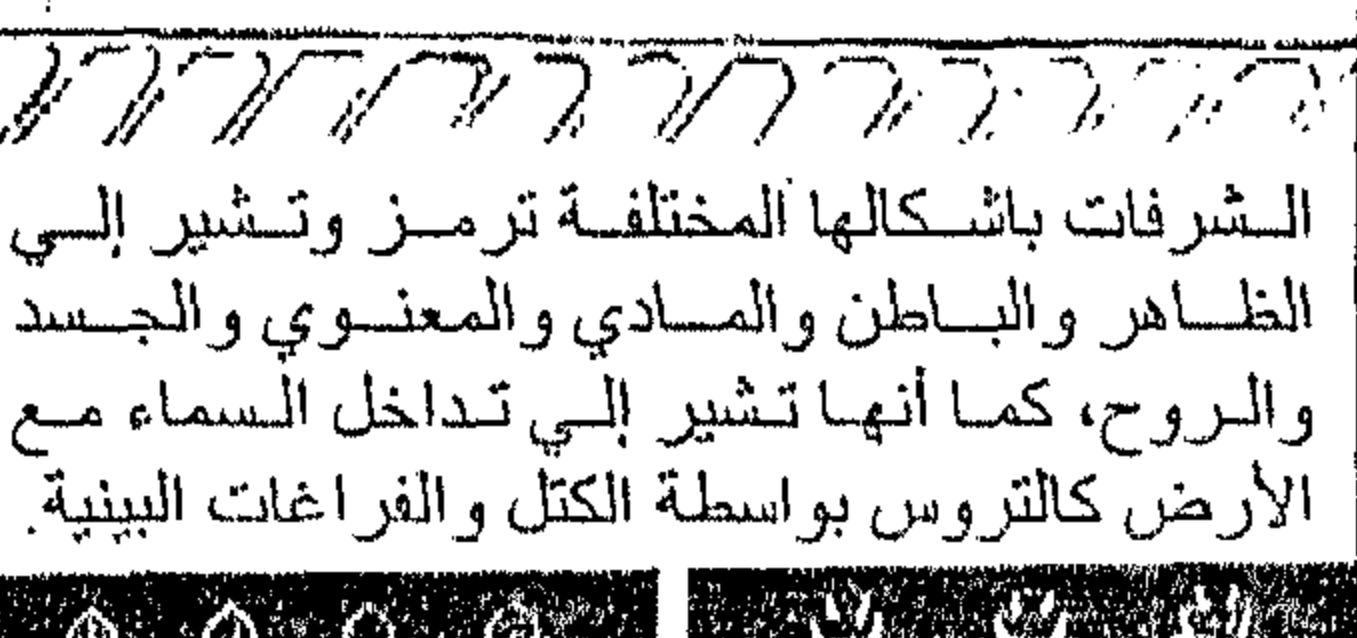 الشرفات باشكالها المختلفة ترمز وتشير إلي
الظاهر والباطن والمادي والمعنوي والجسد
والروح، كما أنها تشير إلي تداخل السماء مع
الأرض كالتروس بواسطة الكتل والفراغات البينية.